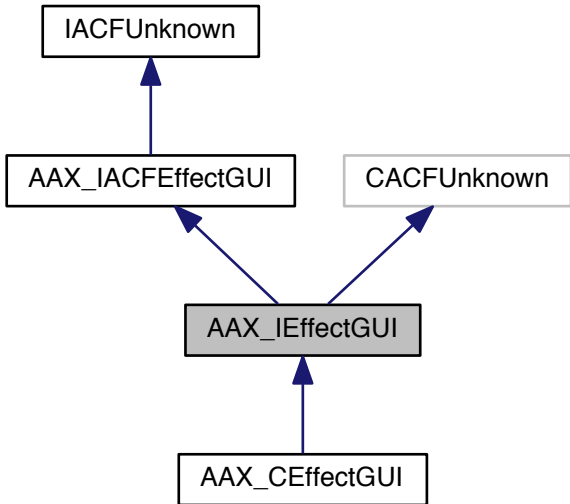 IACFUnknown
AAX_IACFEffectGUI
CACFUnknown
AAX_IEffectGUI
AAX_CEffectGUI